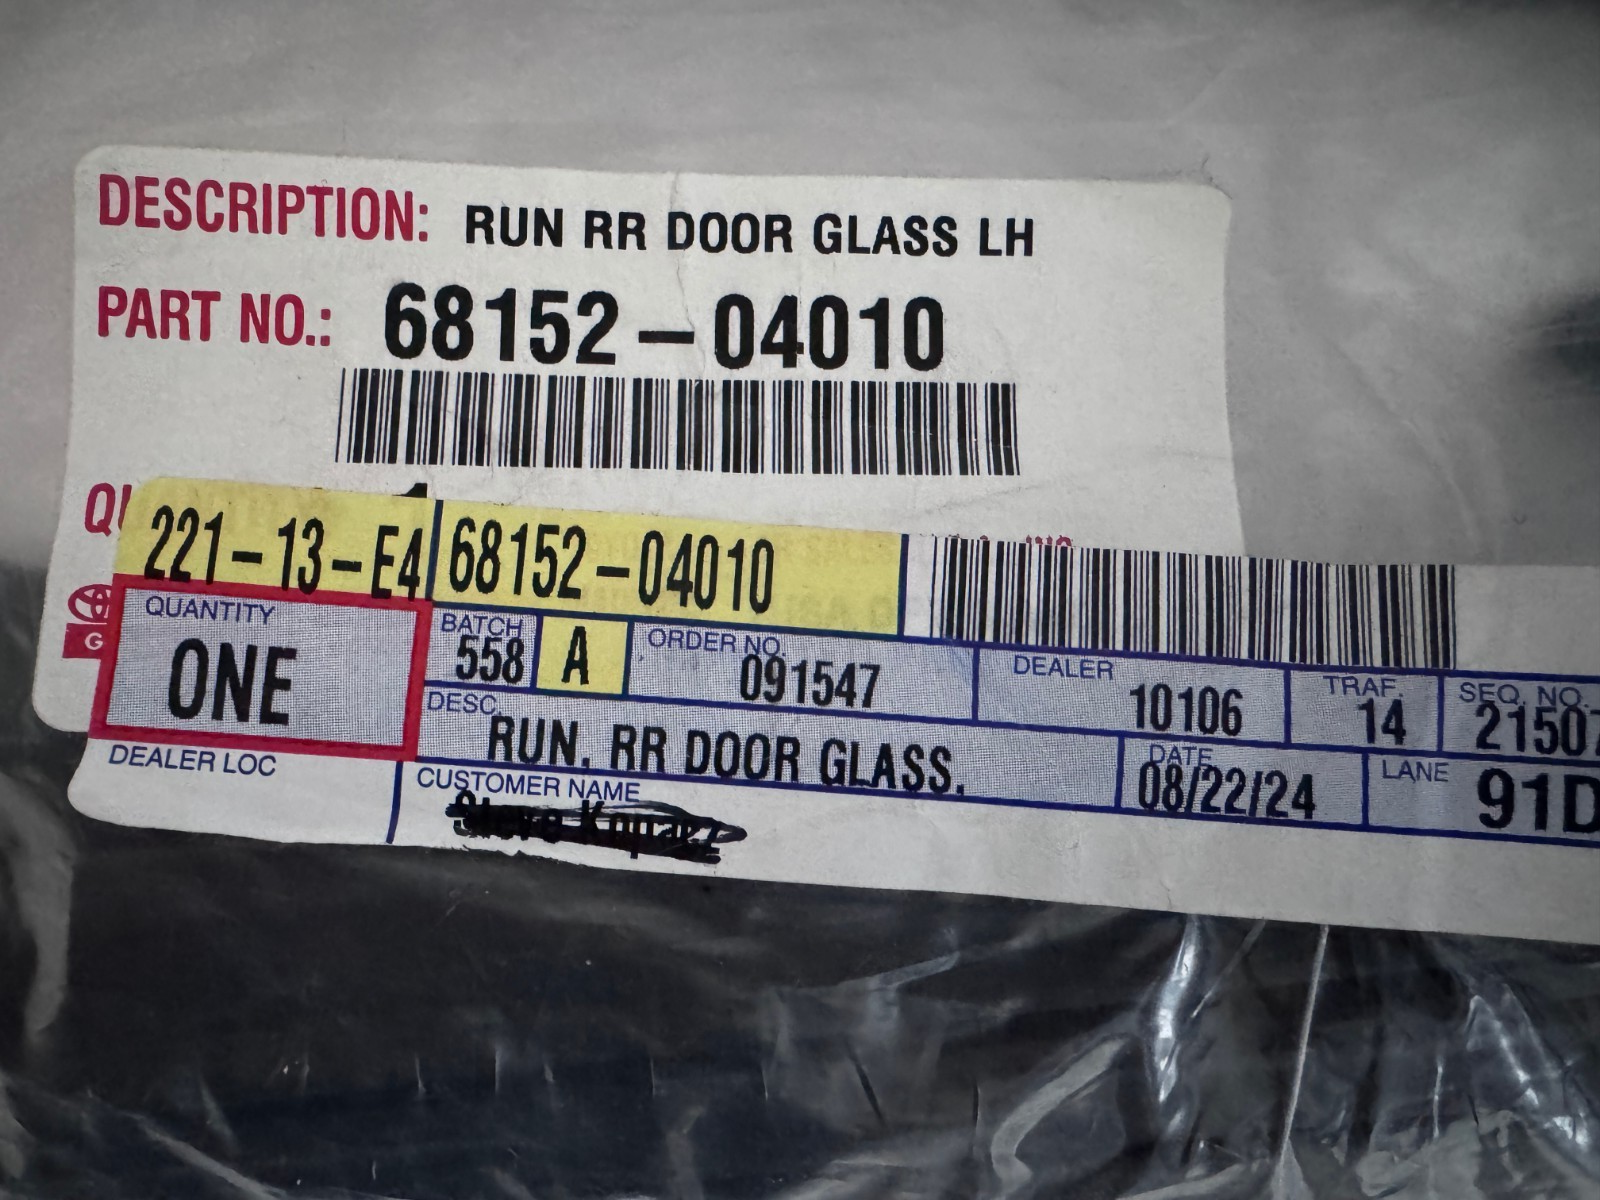 DESCRIPTION: RUN RR DOOR GLASS LH
PART NO.: 68152-04010
221-13-E4 68152-04010
QUANTITY
ONE
BATCH
558
A
ORDER NO.
091547
DEALER
10106
TRAF.
14
SEQ. NO.
21507
DESC.
RUN, RR DOOR GLASS,
DATE
08/22/24
LANE
91D
DEALER LOC
CUSTOMER NAME